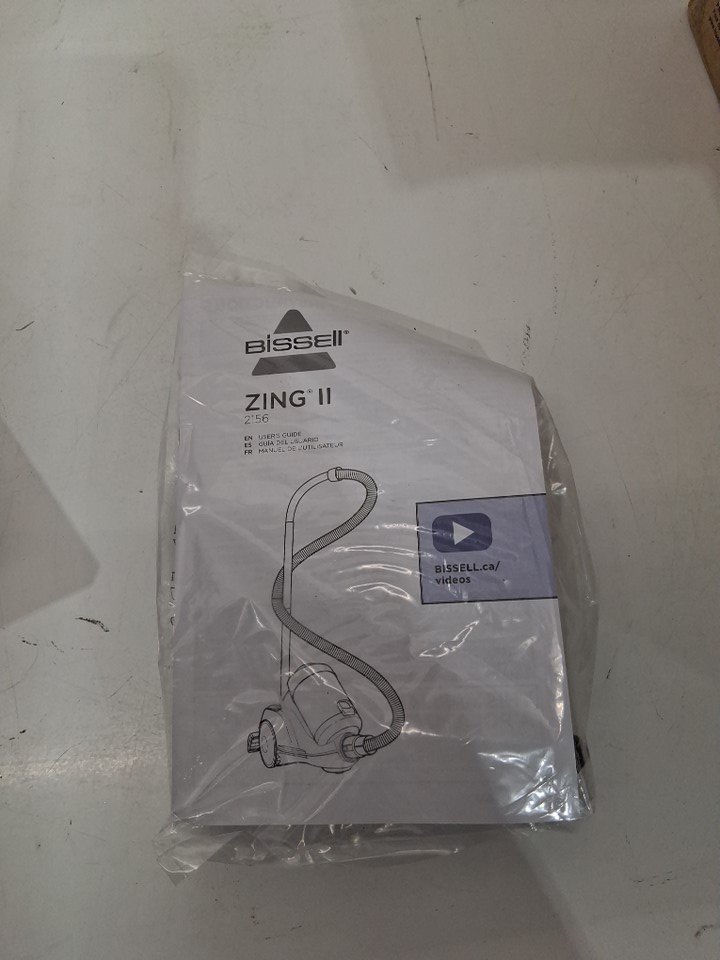 BISSELL®
ZING® II
2156
EN USER'S GUIDE
ES GUÍA DEL USUARIO
FR MANUEL DE L'UTILISATEUR
BISSELL.ca/
videos